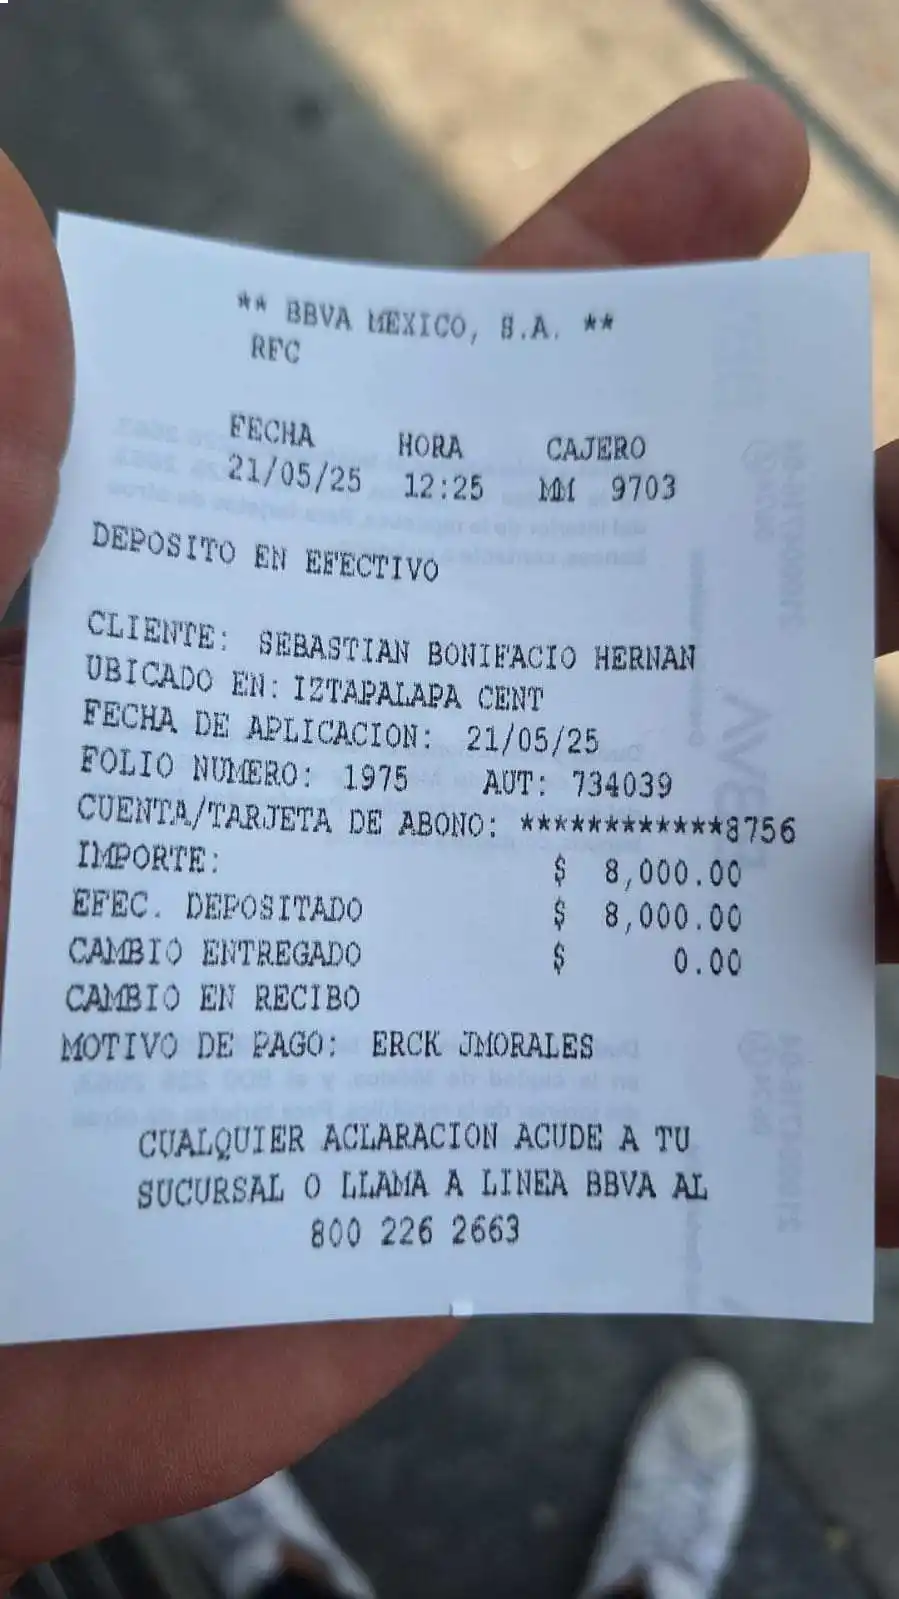 ** BBVA MEXICO, S.A. **
RFC
FECHA HORA CAJERO
21/05/25 12:25 MM 9703
DEPOSITO EN EFECTIVO
CLIENTE: SEBASTIAN BONIFACIO HERNAN
UBICADO EN: IZTAPALAPA CENT
FECHA DE APLICACION: 21/05/25
FOLIO NUMERO: 1975 AUT: 734039
CUENTA/TARJETA DE ABONO: ************8756
IMPORTE: $ 8,000.00
EFEC. DEPOSITADO $ 8,000.00
CAMBIO ENTREGADO $ 0.00
CAMBIO EN RECIBO
MOTIVO DE PAGO: ERCK JMORALES
CUALQUIER ACLARACION ACUDE A TU
SUCURSAL O LLAMA A LINEA BBVA AL
800 226 2663